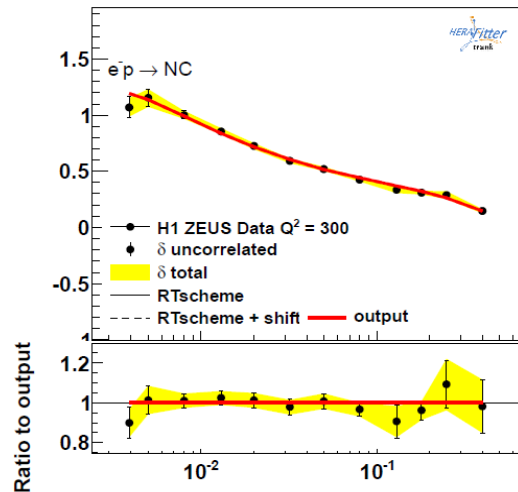 HERAFitter
trunk
1.5
e⁻p → NC
1
0.5
0
H1 ZEUS Data Q² = 300
δ uncorrelated
δ total
-0.5
RTscheme
RTscheme + shift output
1
Ratio to output
1.2
1
0.8
10⁻² 10⁻¹